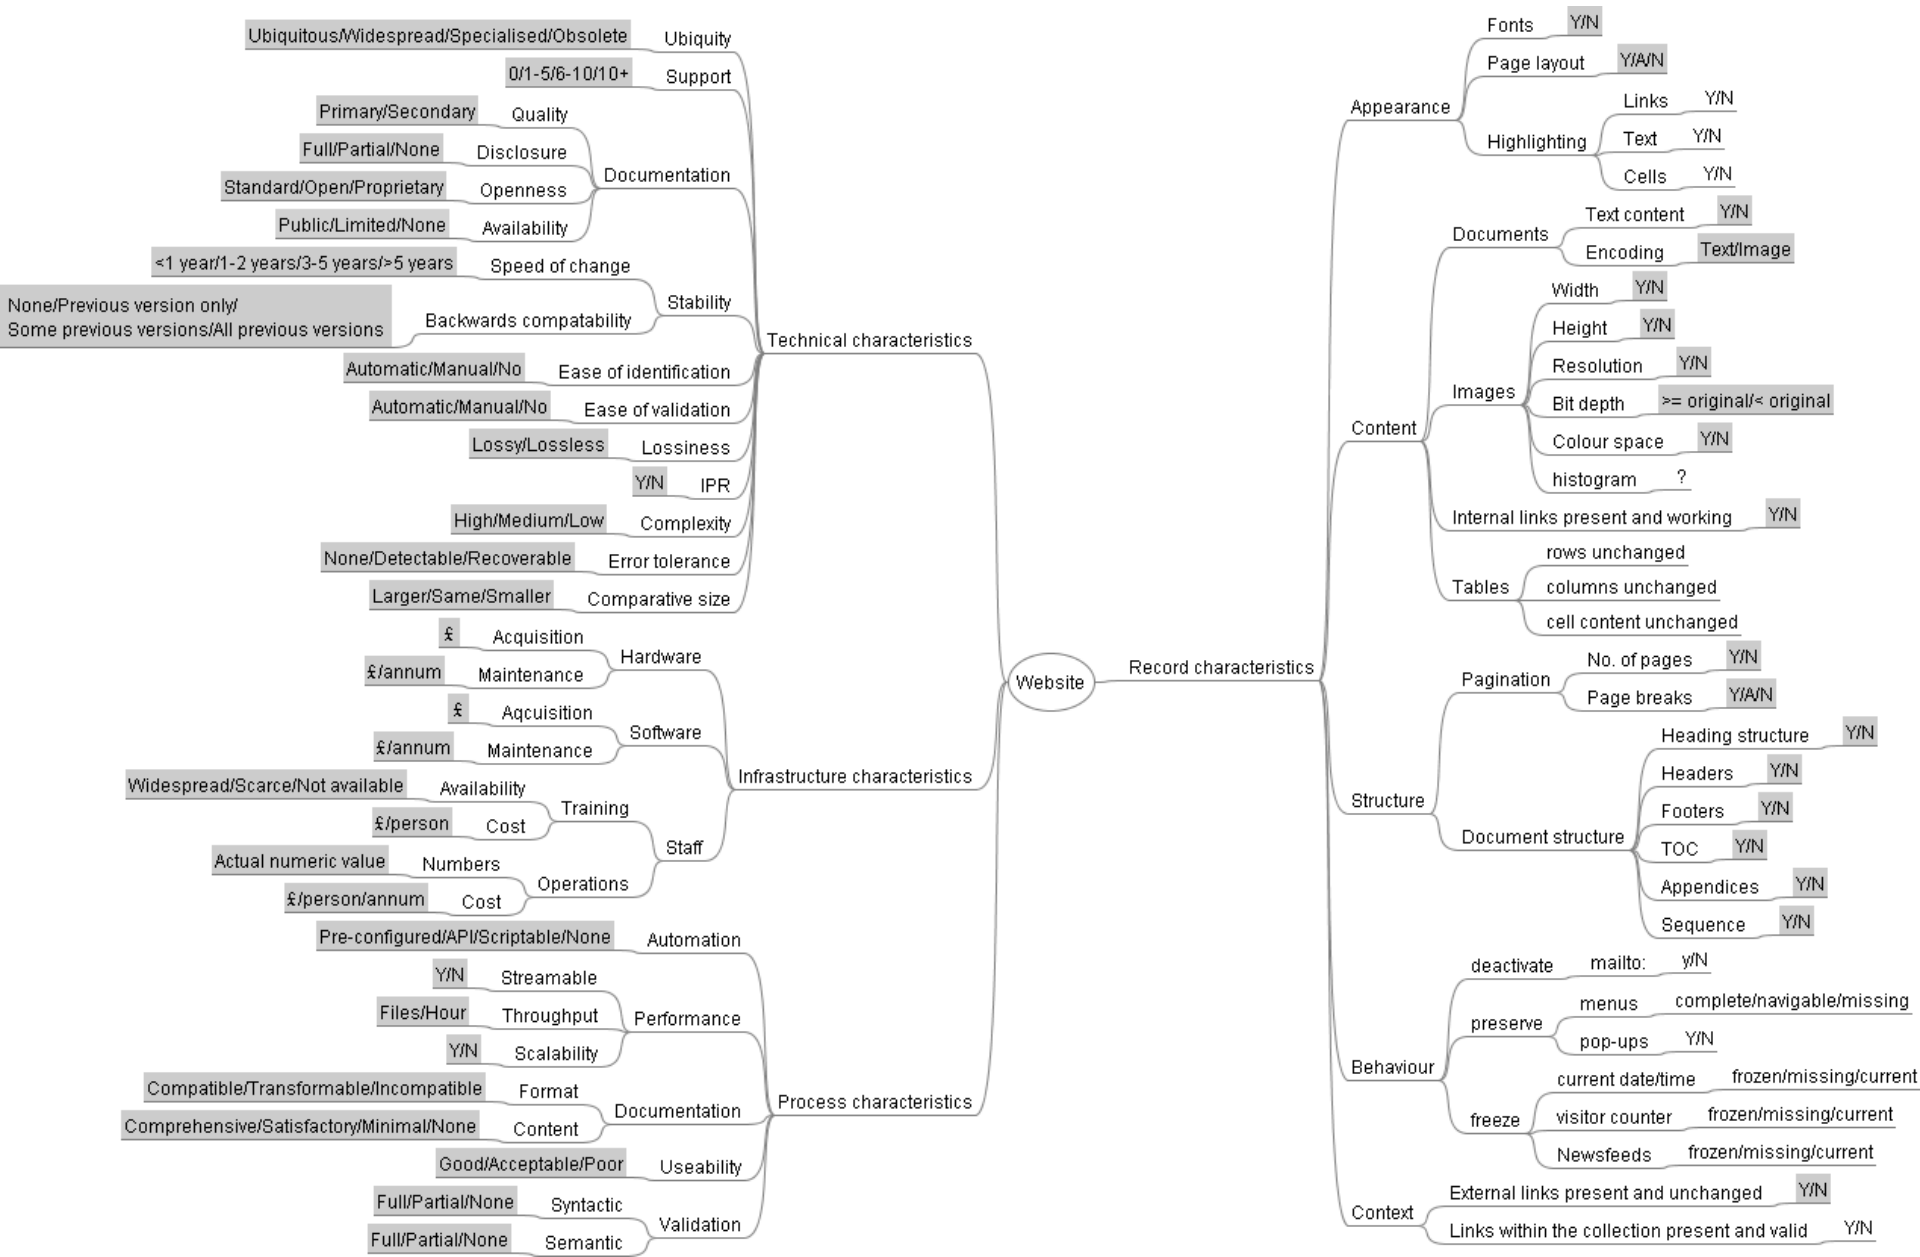 Website
Technical characteristics
Ubiquity
Ubiquitous/Widespread/Specialised/Obsolete
Support
0/1-5/6-10/10+
Documentation
Quality
Primary/Secondary
Disclosure
Full/Partial/None
Openness
Standard/Open/Proprietary
Availability
Public/Limited/None
Stability
Speed of change
<1 year/1-2 years/3-5 years/>5 years
Backwards compatability
None/Previous version only/
Some previous versions/All previous versions
Ease of identification
Automatic/Manual/No
Ease of validation
Automatic/Manual/No
Lossiness
Lossy/Lossless
IPR
Y/N
Complexity
High/Medium/Low
Error tolerance
None/Detectable/Recoverable
Comparative size
Larger/Same/Smaller
Infrastructure characteristics
Hardware
Acquisition
£
Maintenance
£/annum
Software
Aqcuisition
£
Maintenance
£/annum
Staff
Training
Availability
Widespread/Scarce/Not available
Cost
£/person
Operations
Numbers
Actual numeric value
Cost
£/person/annum
Process characteristics
Automation
Pre-configured/API/Scriptable/None
Performance
Streamable
Y/N
Throughput
Files/Hour
Scalability
Y/N
Documentation
Format
Compatible/Transformable/Incompatible
Content
Comprehensive/Satisfactory/Minimal/None
Useability
Good/Acceptable/Poor
Validation
Syntactic
Full/Partial/None
Semantic
Full/Partial/None
Record characteristics
Appearance
Fonts
Y/N
Page layout
Y/A/N
Highlighting
Links
Y/N
Text
Y/N
Cells
Y/N
Content
Documents
Text content
Y/N
Encoding
Text/Image
Images
Width
Y/N
Height
Y/N
Resolution
Y/N
Bit depth
>= original/< original
Colour space
Y/N
histogram
?
Internal links present and working
Y/N
Tables
rows unchanged
columns unchanged
cell content unchanged
Structure
Pagination
No. of pages
Y/N
Page breaks
Y/A/N
Document structure
Heading structure
Y/N
Headers
Y/N
Footers
Y/N
TOC
Y/N
Appendices
Y/N
Sequence
Y/N
Behaviour
deactivate
mailto:
y/N
preserve
menus
complete/navigable/missing
pop-ups
Y/N
freeze
current date/time
frozen/missing/current
visitor counter
frozen/missing/current
Newsfeeds
frozen/missing/current
Context
External links present and unchanged
Y/N
Links within the collection present and valid
Y/N